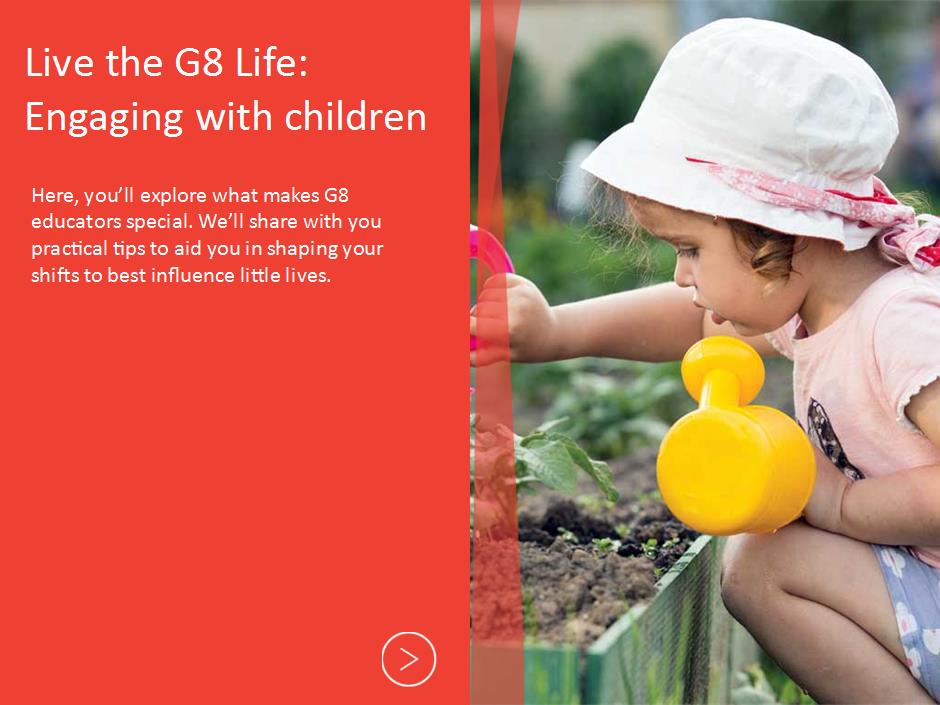 Live the G8 Life:
Engaging with children
Here, you’ll explore what makes G8
educators special. We’ll share with you
practical tips to aid you in shaping your
shifts to best influence little lives.